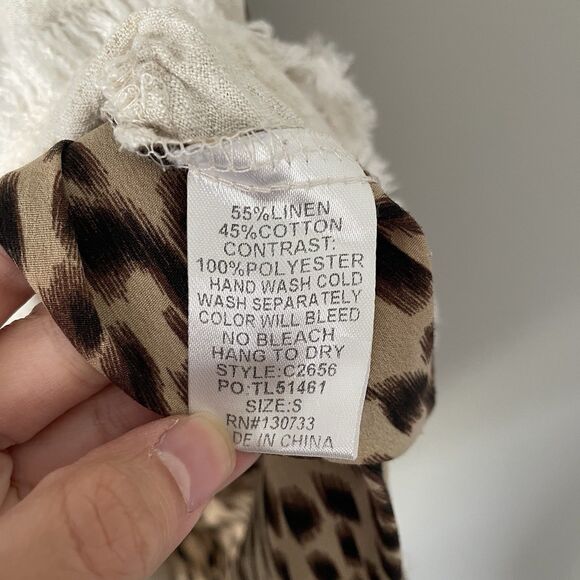 55%LINEN
45%COTTON
CONTRAST:
100%POLYESTER
HAND WASH COLD
WASH SEPARATELY
COLOR WILL BLEED
NO BLEACH
HANG TO DRY
STYLE:C2656
PO:TL51461
SIZE:S
RN#130733
DE IN CHINA